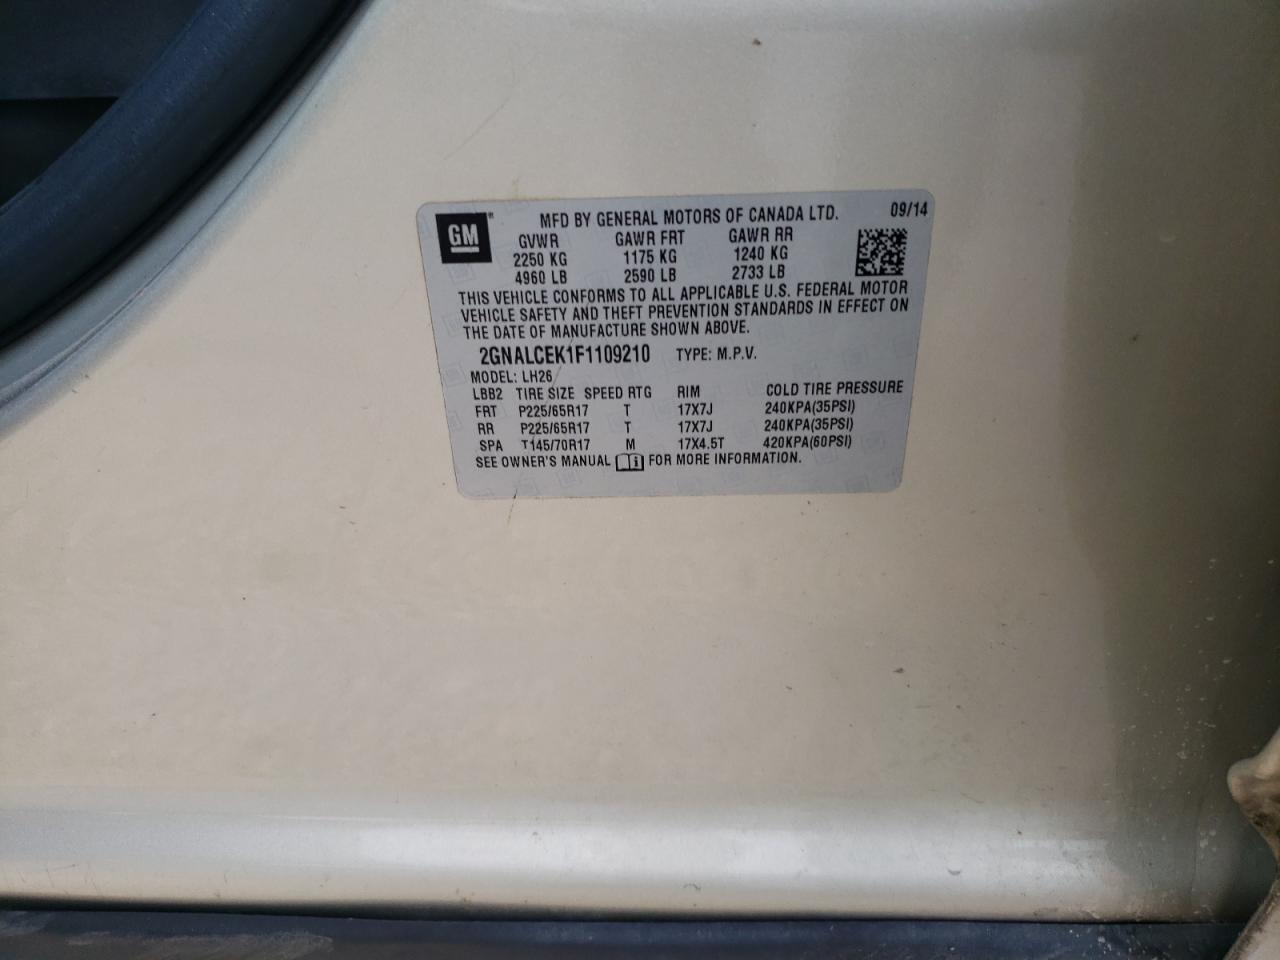 GM
MFD BY GENERAL MOTORS OF CANADA LTD. 09/14
GVWR GAWR FRT GAWR RR
2250 KG 1175 KG 1240 KG
4960 LB 2590 LB 2733 LB
THIS VEHICLE CONFORMS TO ALL APPLICABLE U.S. FEDERAL MOTOR
VEHICLE SAFETY AND THEFT PREVENTION STANDARDS IN EFFECT ON
THE DATE OF MANUFACTURE SHOWN ABOVE.
2GNALCEK1F1109210 TYPE: M.P.V.
MODEL: LH26
LBB2 TIRE SIZE SPEED RTG RIM COLD TIRE PRESSURE
FRT P225/65R17 T 17X7J 240KPA(35PSI)
RR P225/65R17 T 17X7J 240KPA(35PSI)
SPA T145/70R17 M 17X4.5T 420KPA(60PSI)
SEE OWNER'S MANUAL i FOR MORE INFORMATION.